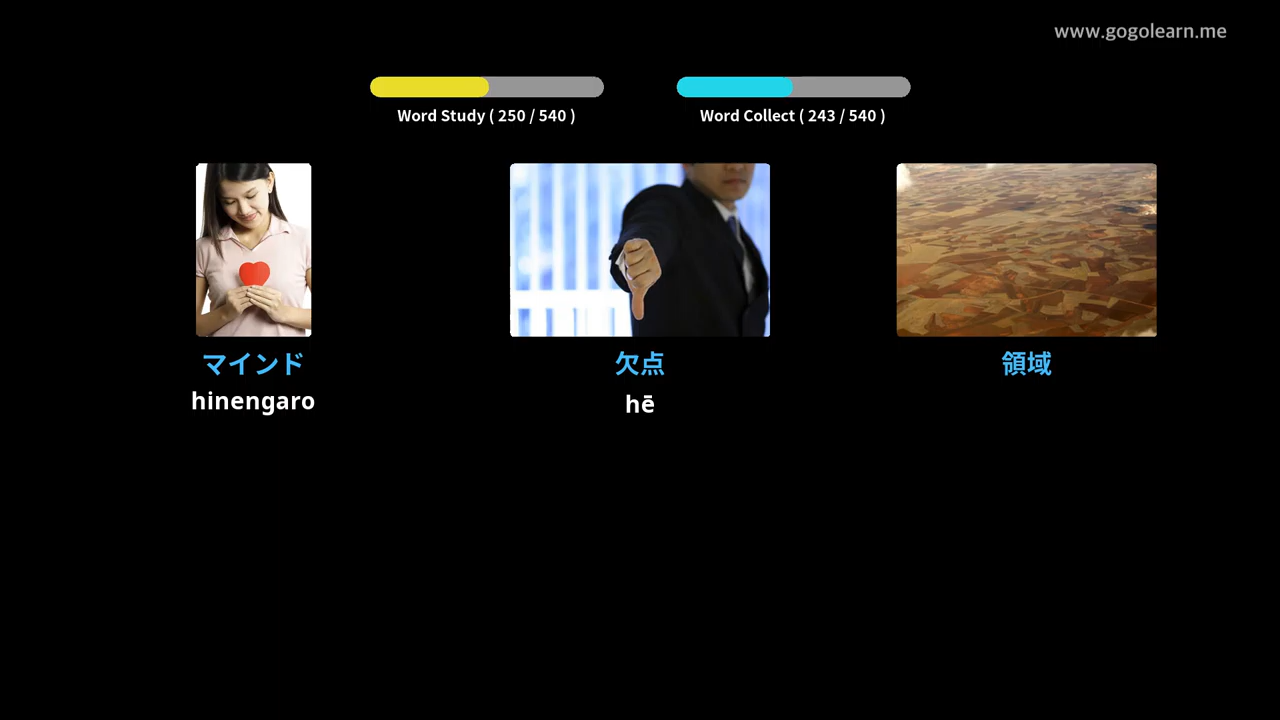 www.gogolearn.me
Word Study ( 250 / 540 )
Word Collect ( 243 / 540 )
マインド
欠点
領域
hinengaro
hē